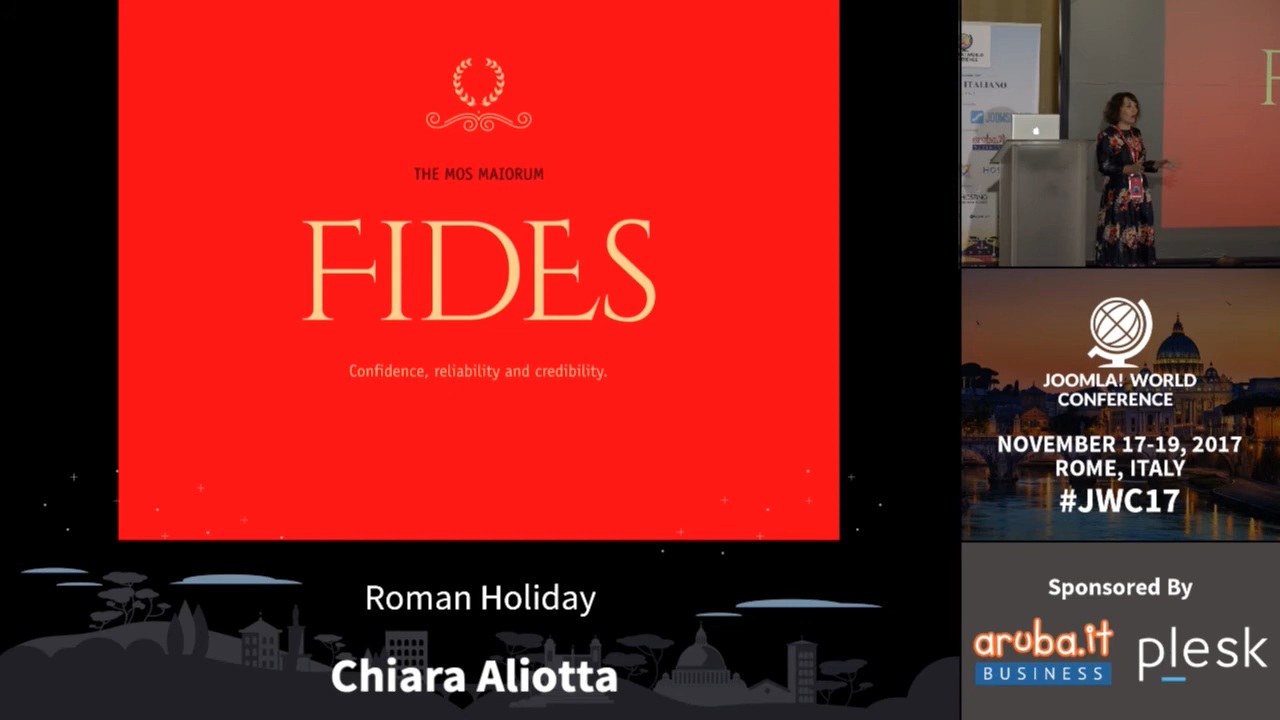 THE MOS MAIORUM
FIDES
Confidence, reliability and credibility.
Roman Holiday
Chiara Aliotta
ITALIANO
JOOMLA! WORLD
CONFERENCE
NOVEMBER 17-19, 2017
ROME, ITALY
#JWC17
Sponsored By
aruba.it
BUSINESS
plesk